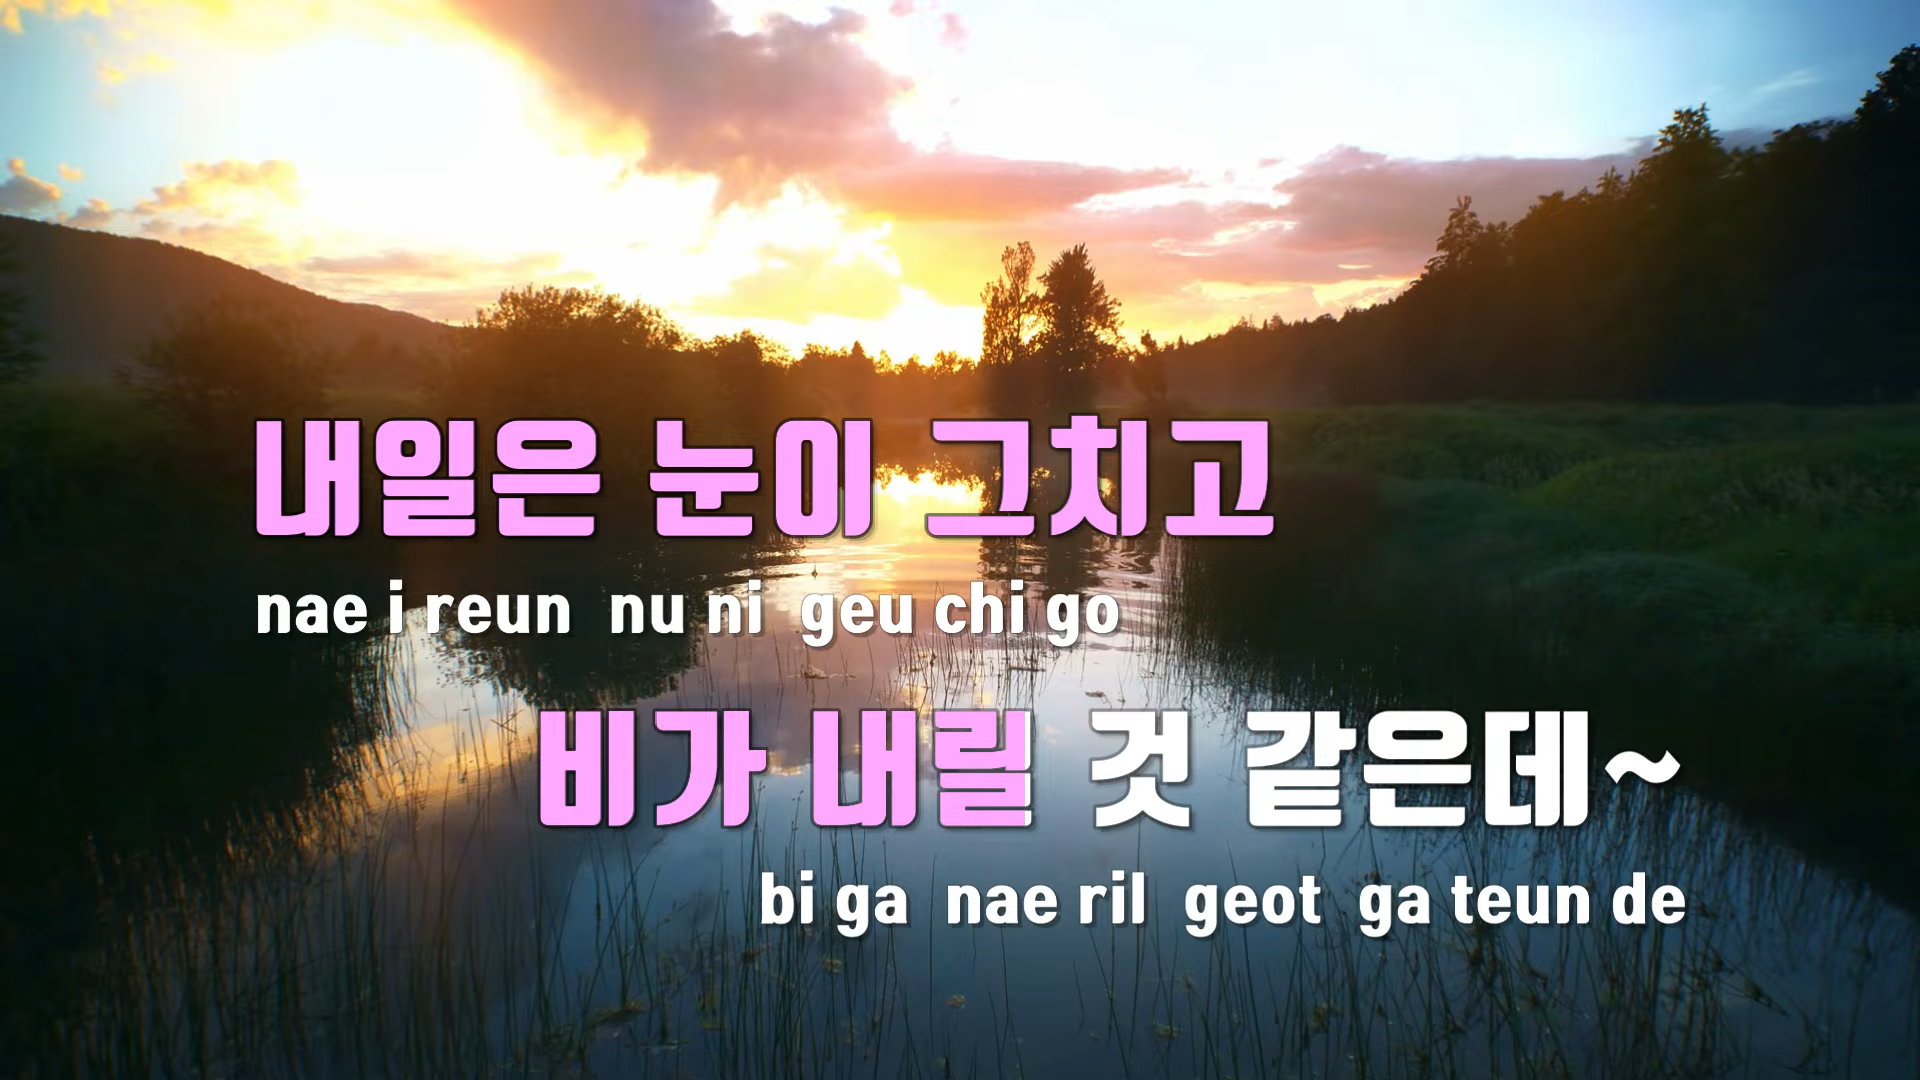 내일은 눈이 그치고
nae i reun nu ni geu chi go
비가 내릴 것 같은데~
bi ga nae ril geot ga teun de